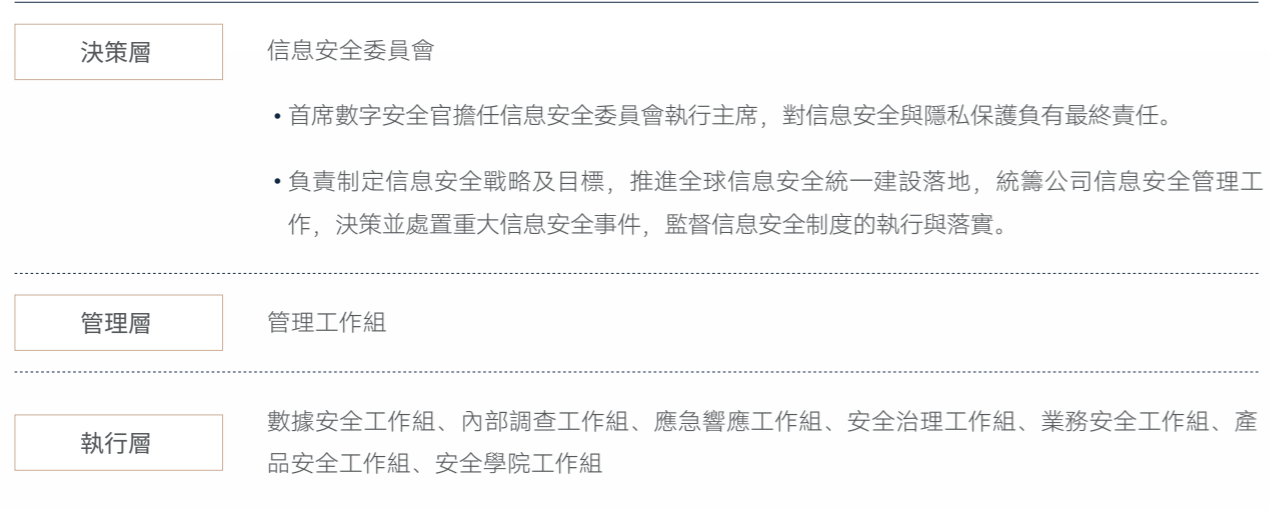 決策層
信息安全委員會
•首席數字安全官擔任信息安全委員會執行主席，對信息安全與隱私保護負有最終責任。
•負責制定信息安全戰略及目標，推進全球信息安全統一建設落地，統籌公司信息安全管理工
作，決策並處置重大信息安全事件，監督信息安全制度的執行與落實。
管理層
管理工作組
執行層
數據安全工作組、內部調查工作組、應急響應工作組、安全治理工作組、業務安全工作組、產
品安全工作組、安全學院工作組